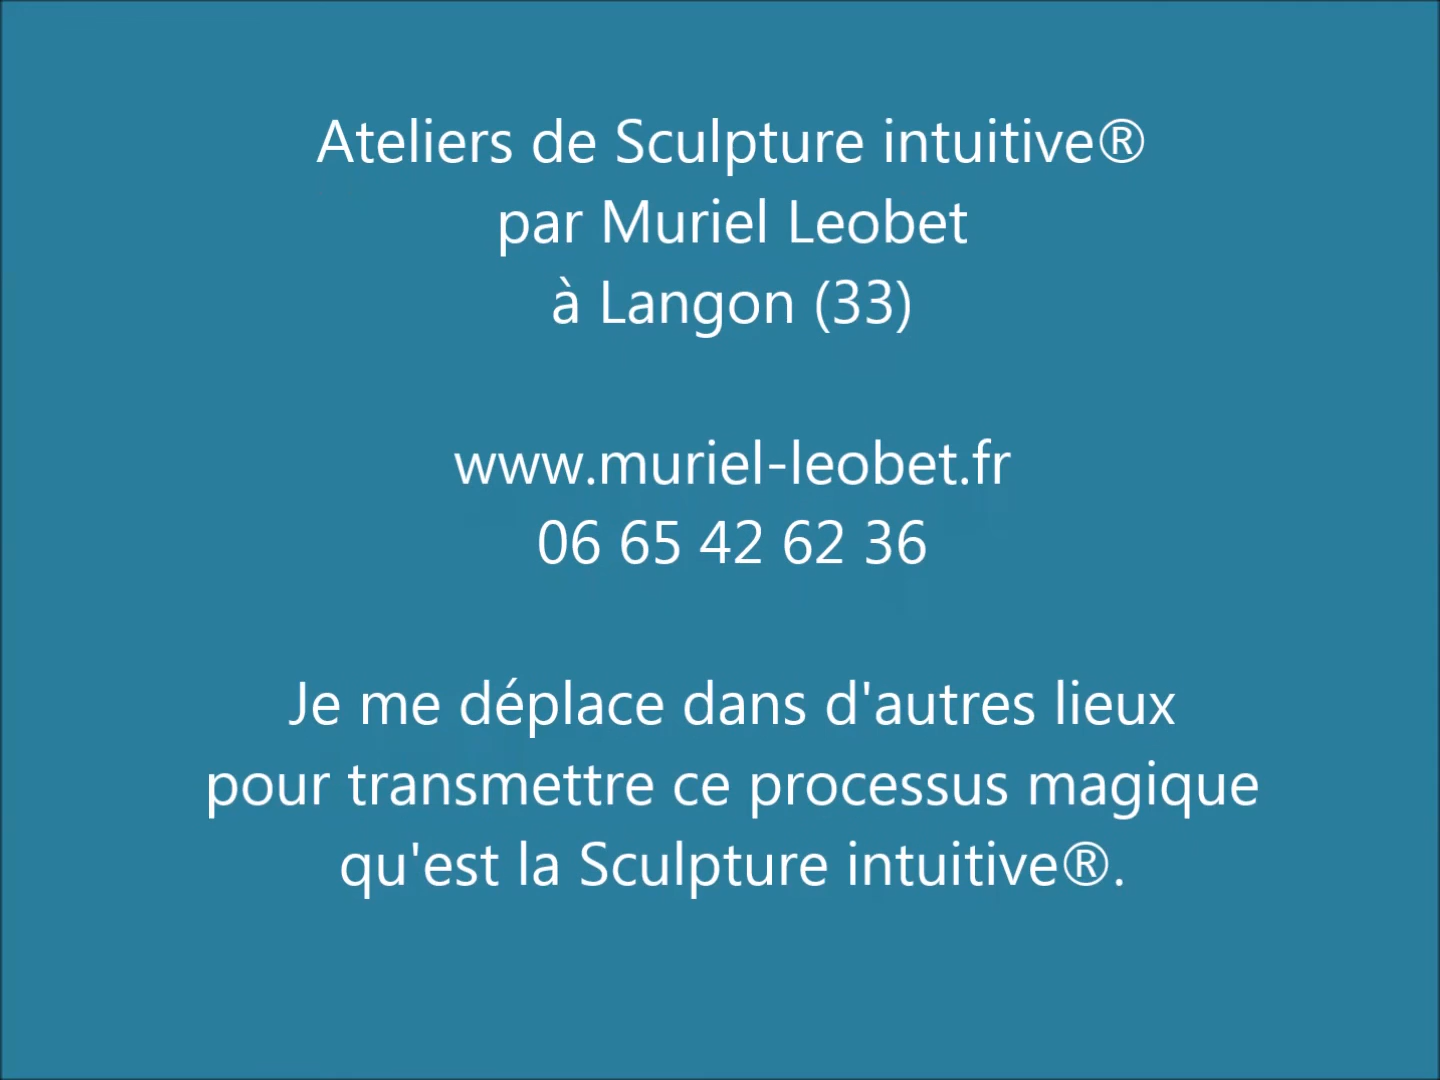 Ateliers de Sculpture intuitive®
par Muriel Leobet
à Langon (33)
www.muriel-leobet.fr
06 65 42 62 36
Je me déplace dans d'autres lieux
pour transmettre ce processus magique
qu'est la Sculpture intuitive®.